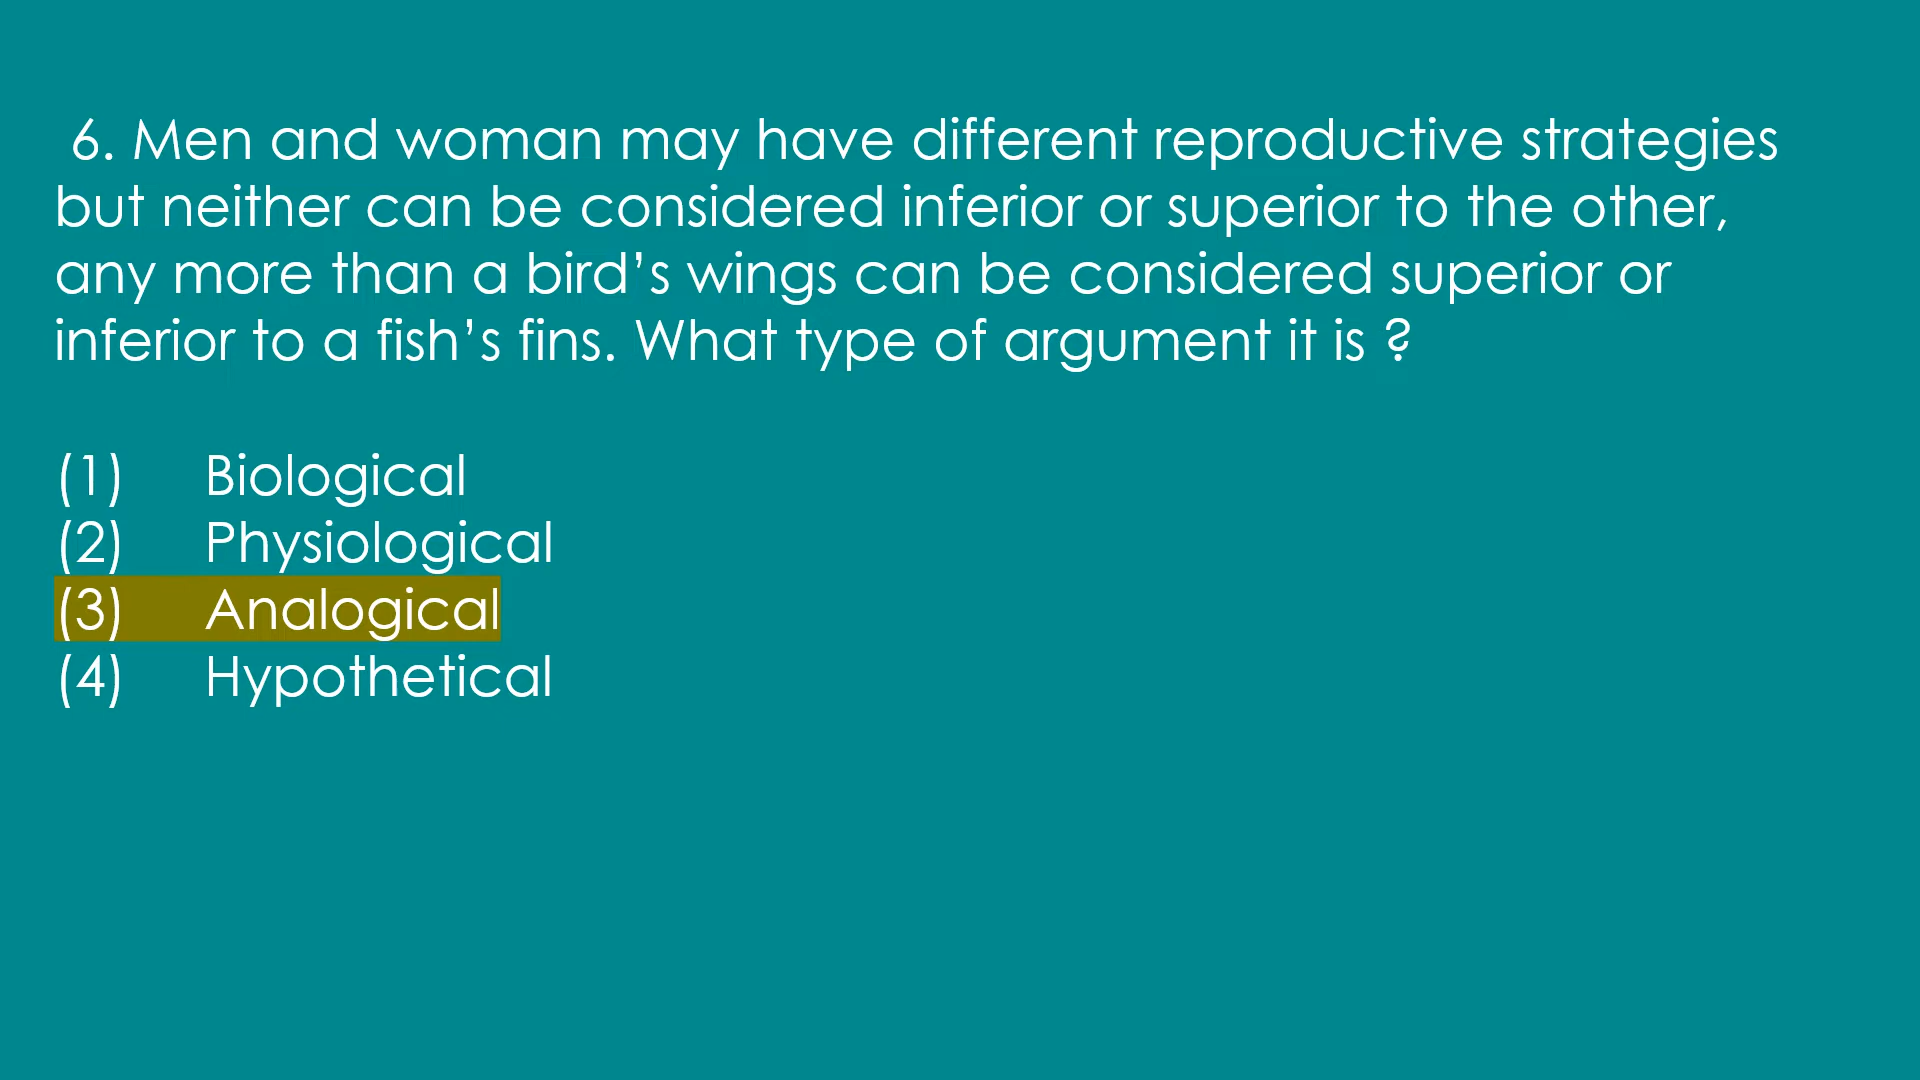 6. Men and woman may have different reproductive strategies
but neither can be considered inferior or superior to the other,
any more than a bird’s wings can be considered superior or
inferior to a fish’s fins. What type of argument it is ?
(1) Biological
(2) Physiological
(3) Analogical
(4) Hypothetical